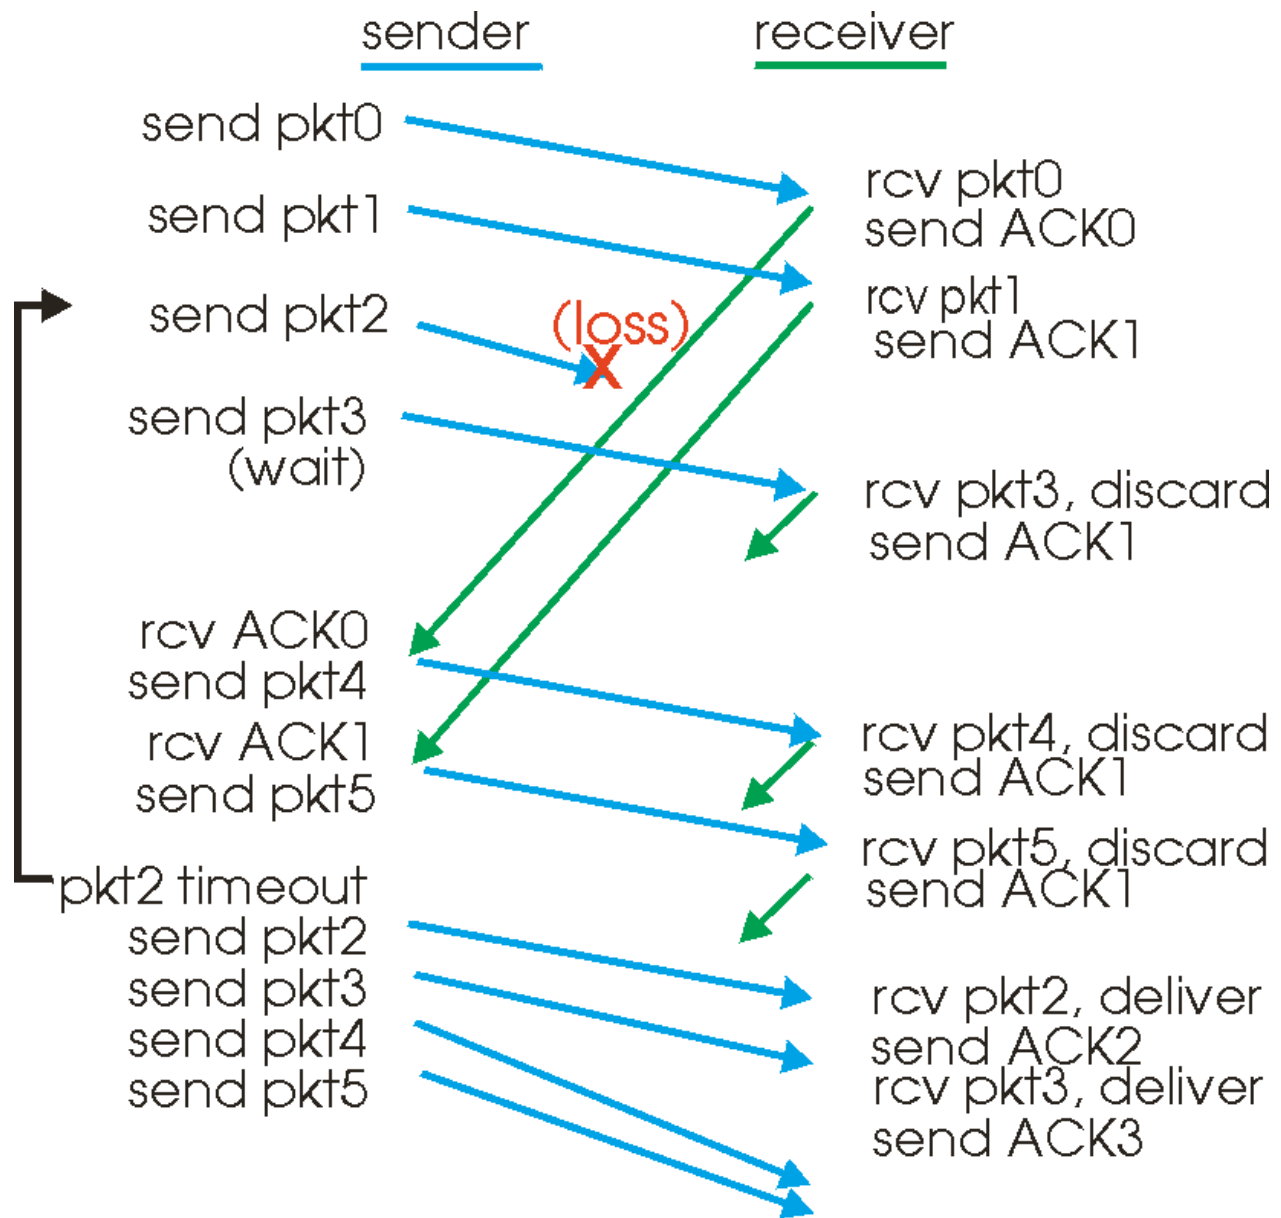 sender
receiver
send pkt0
rcv pkt0
send ACK0
send pkt1
rcv pkt1
send ACK1
send pkt2
(loss)
X
send pkt3
(wait)
rcv pkt3, discard
send ACK1
rcv ACK0
send pkt4
rcv ACK1
send pkt5
rcv pkt4, discard
send ACK1
rcv pkt5, discard
send ACK1
pkt2 timeout
send pkt2
send pkt3
send pkt4
send pkt5
rcv pkt2, deliver
send ACK2
rcv pkt3, deliver
send ACK3